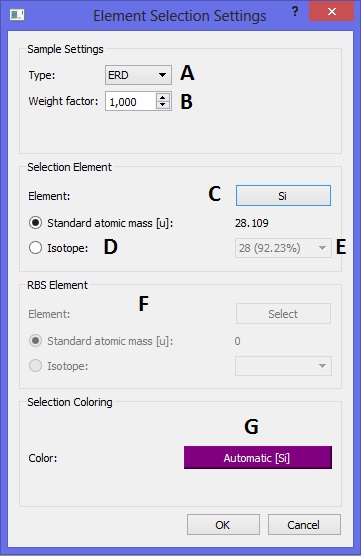 Element Selection Settings ? x
Sample Settings
Type: ERD A
Weight factor: 1,000 B
Selection Element
Element: C Si
Standard atomic mass [u]: 28.109
Isotope: D 28 (92.23%) E
RBS Element
F
Element: Select
Standard atomic mass [u]: 0
Isotope:
Selection Coloring
G
Color: Automatic [Si]
OK Cancel